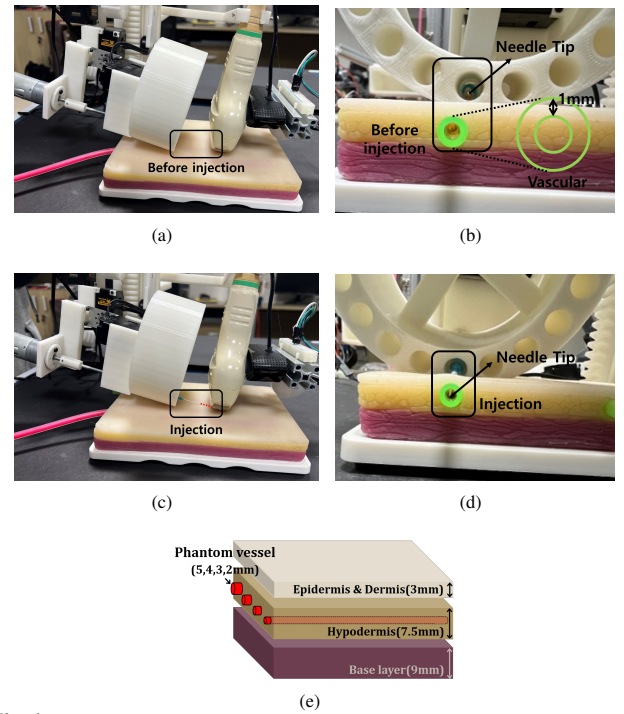 Before injection
(a)
Needle Tip
1mm
Before
injection
Vascular
(b)
Injection
(c)
Needle Tip
Injection
(d)
Phantom vessel
(5,4,3,2mm)
Epidermis & Dermis(3mm)
Hypodermis(7.5mm)
Base layer(9mm)
(e)